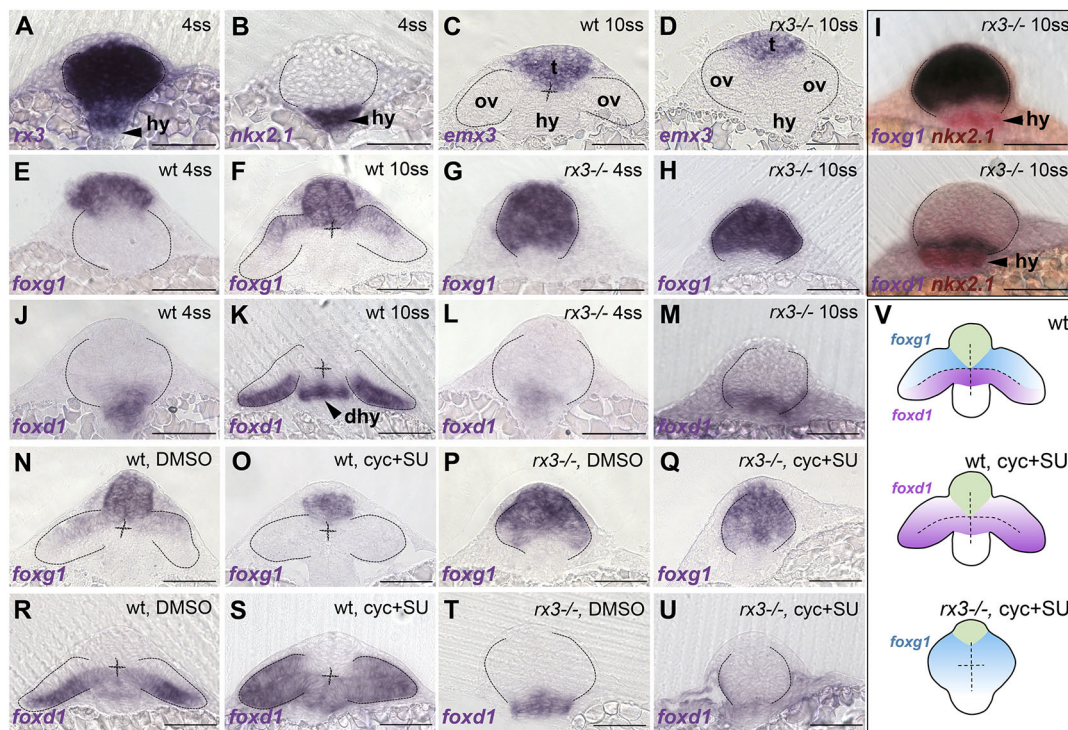 A 4ss
rx3 hy
B 4ss
nkx2.1 hy
C wt 10ss
t
ov ov
hy
emx3
D rx3-/- 10ss
t
ov ov
hy
emx3
I rx3-/- 10ss
hy
foxg1 nkx2.1
E wt 4ss
foxg1
F wt 10ss
foxg1
G rx3-/- 4ss
foxg1
H rx3-/- 10ss
foxg1
rx3-/- 10ss
hy
foxd1 nkx2.1
J wt 4ss
foxd1
K wt 10ss
dhy
foxd1
L rx3-/- 4ss
foxd1
M rx3-/- 10ss
foxd1
V wt
foxg1
foxd1
N wt, DMSO
foxg1
O wt, cyc+SU
foxg1
P rx3-/-, DMSO
foxg1
Q rx3-/-, cyc+SU
foxg1
wt, cyc+SU
foxd1
R wt, DMSO
foxd1
S wt, cyc+SU
foxd1
T rx3-/-, DMSO
foxd1
U rx3-/-, cyc+SU
foxd1
rx3-/-, cyc+SU
foxg1